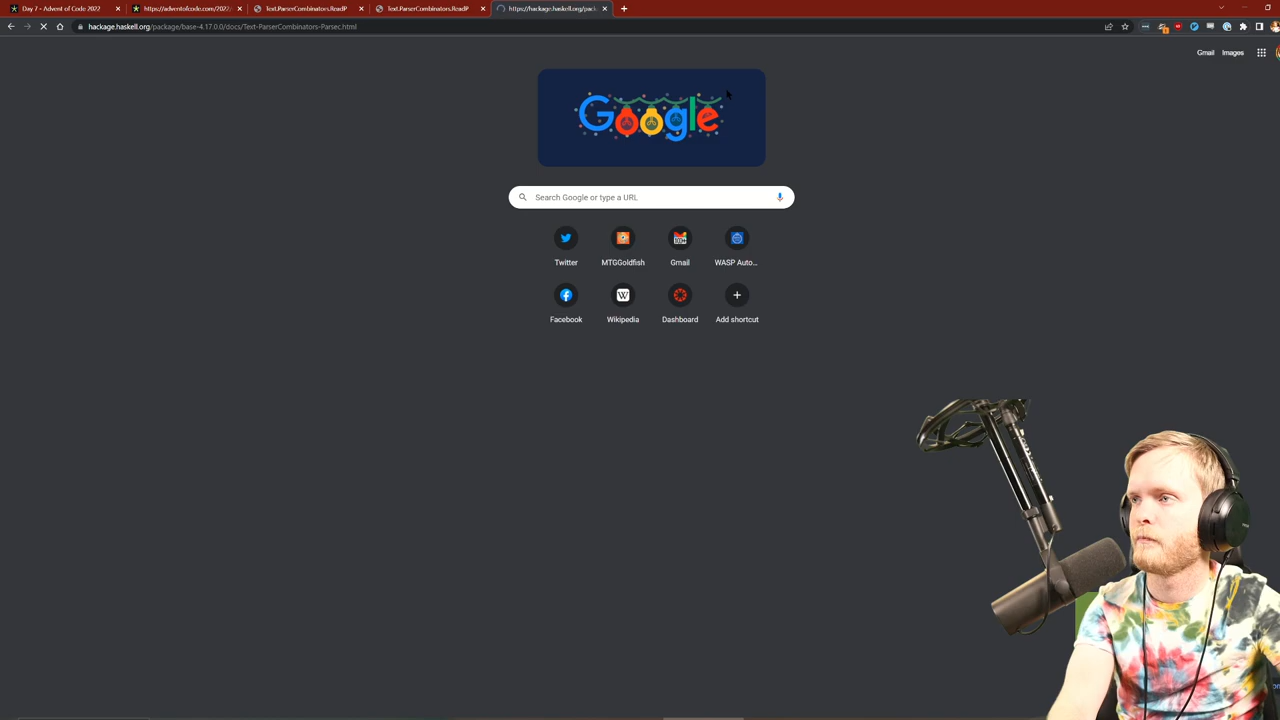 Day 7 - Advent of Code 2022
https://adventofcode.com/2022/
Text.ParserCombinators.ReadP
Text.ParserCombinators.ReadP
https://hackage.haskell.org/pack
hackage.haskell.org/package/base-4.17.0.0/docs/Text-ParserCombinators-Parsec.html
Gmail Images
Google
Search Google or type a URL
Twitter MTGGoldfish Gmail WASP Auto...
Facebook Wikipedia Dashboard Add shortcut